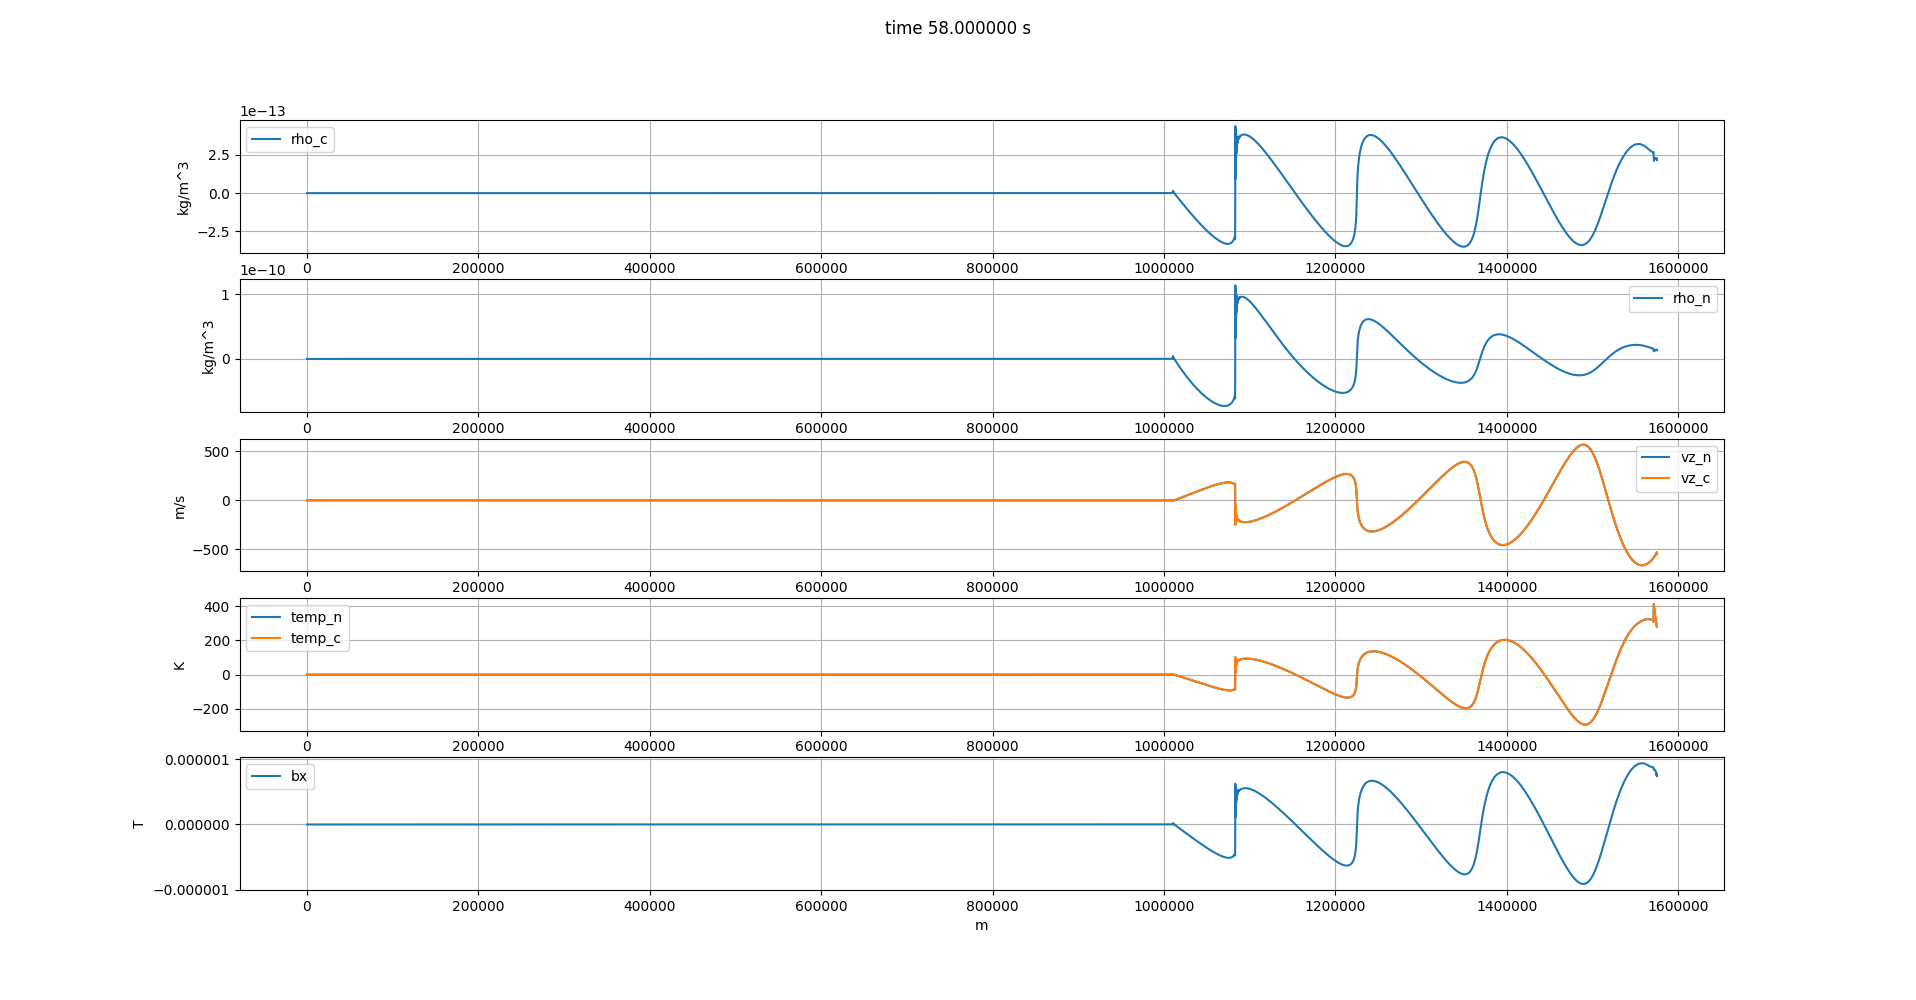 time 58.000000 s
1e−13
rho_c
kg/m^3
2.5
0.0
−2.5
0 200000 400000 600000 800000 1000000 1200000 1400000 1600000
1e−10
rho_n
kg/m^3
1
0
0 200000 400000 600000 800000 1000000 1200000 1400000 1600000
vz_n
vz_c
m/s
500
0
−500
0 200000 400000 600000 800000 1000000 1200000 1400000 1600000
temp_n
temp_c
K
400
200
0
−200
0 200000 400000 600000 800000 1000000 1200000 1400000 1600000
bx
T
0.000001
0.000000
−0.000001
0 200000 400000 600000 800000 1000000 1200000 1400000 1600000
m